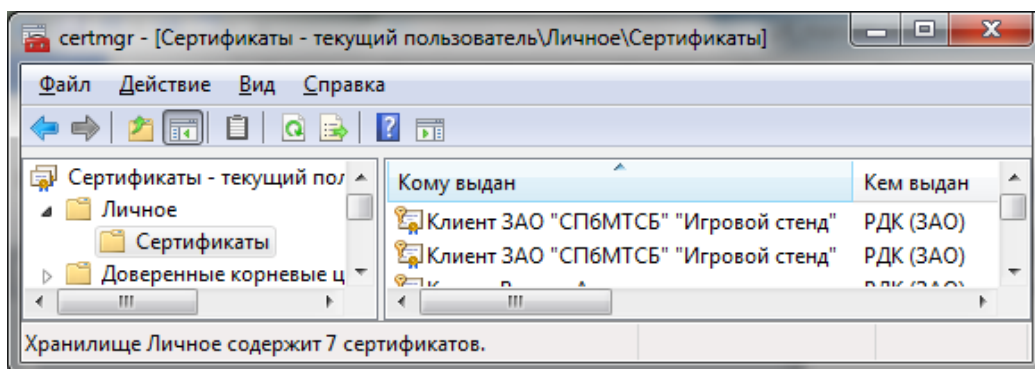 certmgr - [Сертификаты - текущий пользователь\Личное\Сертификаты]
Файл Действие Вид Справка
Сертификаты - текущий пол
Личное
Сертификаты
Доверенные корневые ц
Кому выдан Кем выдан
Клиент ЗАО "СПбМТСБ" "Игровой стенд" РДК (ЗАО)
Клиент ЗАО "СПбМТСБ" "Игровой стенд" РДК (ЗАО)
РДК (ЗАО)
Хранилище Личное содержит 7 сертификатов.